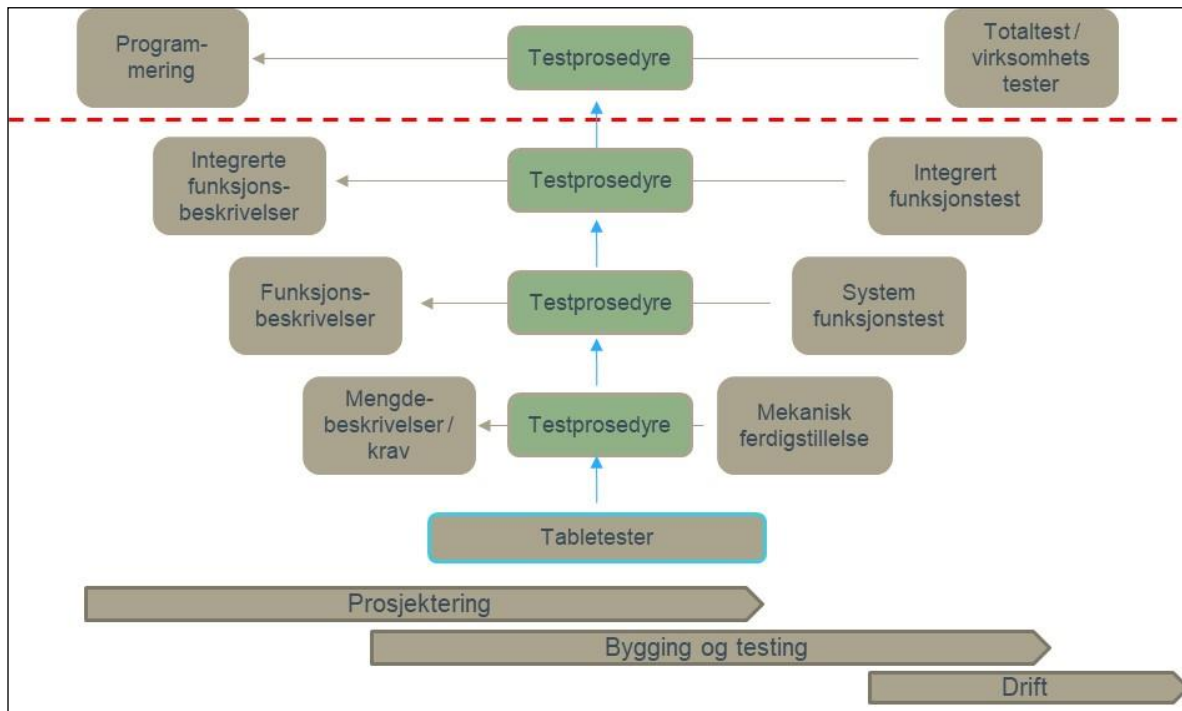 Program-
mering
Testprosedyre
Totaltest /
virksomhets
tester
Integrerte
funksjons-
beskrivelser
Testprosedyre
Integrert
funksjonstest
Funksjons-
beskrivelser
Testprosedyre
System
funksjonstest
Mengde-
beskrivelser /
krav
Testprosedyre
Mekanisk
ferdigstillelse
Tabletester
Prosjektering
Bygging og testing
Drift